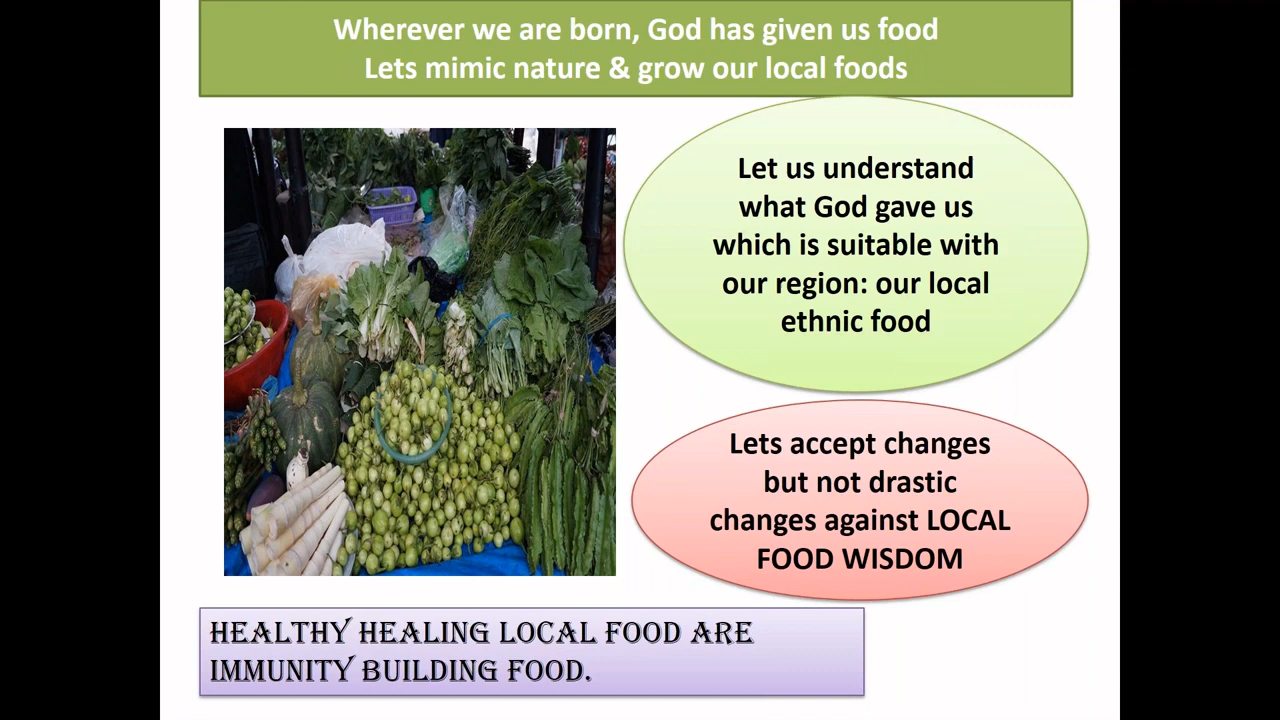 Wherever we are born, God has given us food
Lets mimic nature & grow our local foods
Let us understand
what God gave us
which is suitable with
our region: our local
ethnic food
Lets accept changes
but not drastic
changes against LOCAL
FOOD WISDOM
HEALTHY HEALING LOCAL FOOD ARE
IMMUNITY BUILDING FOOD.